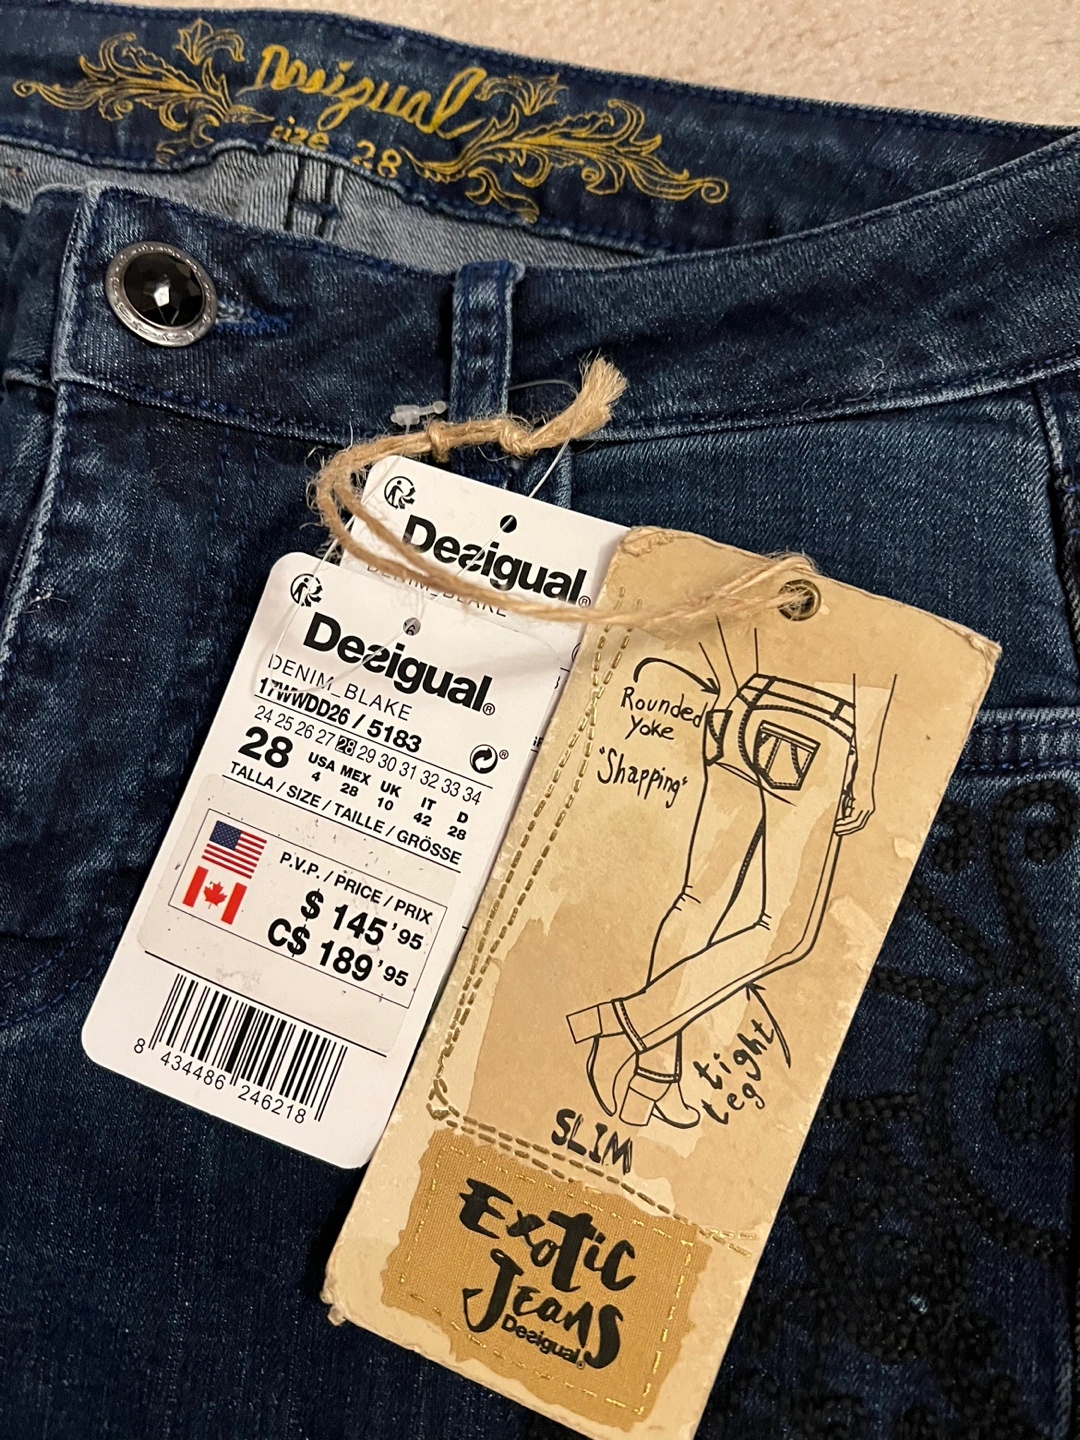 Desigual
size 28
Desigual®
DENIM_BLAKE
Desigual®
DENIM_BLAKE
17WWDD26 / 5183
24 25 26 27 28 29 30 31 32 33 34
28 USA MEX UK IT D
4 28 10 42 28
TALLA / SIZE / TAILLE / GRÖSSE
P.V.P. / PRICE / PRIX
$ 145'95
C$ 189'95
8 434486 246218
Rounded
Yoke
"Shapping"
tight
Leg
SLIM
Exotic
Jeans
Desigual®